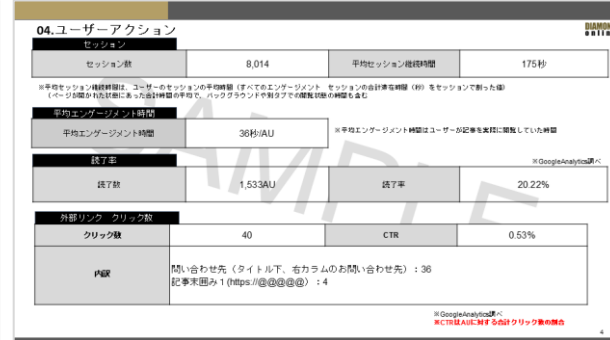 04.ユーザーアクション
DIAMOND
online
セッション
セッション数 8,014 平均セッション継続時間 175秒/
※平均セッション継続時間は、ユーザーのセッションの平均時間（すべてのエンゲージメント セッションの合計滞在時間（秒）をセッションで割った値）
（ページが開かれた状態にあった合計時間の平均で、バックグラウンドや別タブでの閲覧状態の時間も含む
平均エンゲージメント時間
平均エンゲージメント時間 36秒/AU
※平均エンゲージメント時間はユーザーが記事を実際に閲覧していた時間
読了率
※GoogleAnalytics調べ
読了数 1,533AU 読了率 20.22%
外部リンク クリック数
クリック数 40 CTR 0.53%
内訳
問い合わせ先（タイトル下、右カラムのお問い合わせ先）：36
記事末囲み１(https://@@@@@）：4
※GoogleAnalytics調べ
※CTRはAUに対する合計クリック数の割合
4
SAMPLE